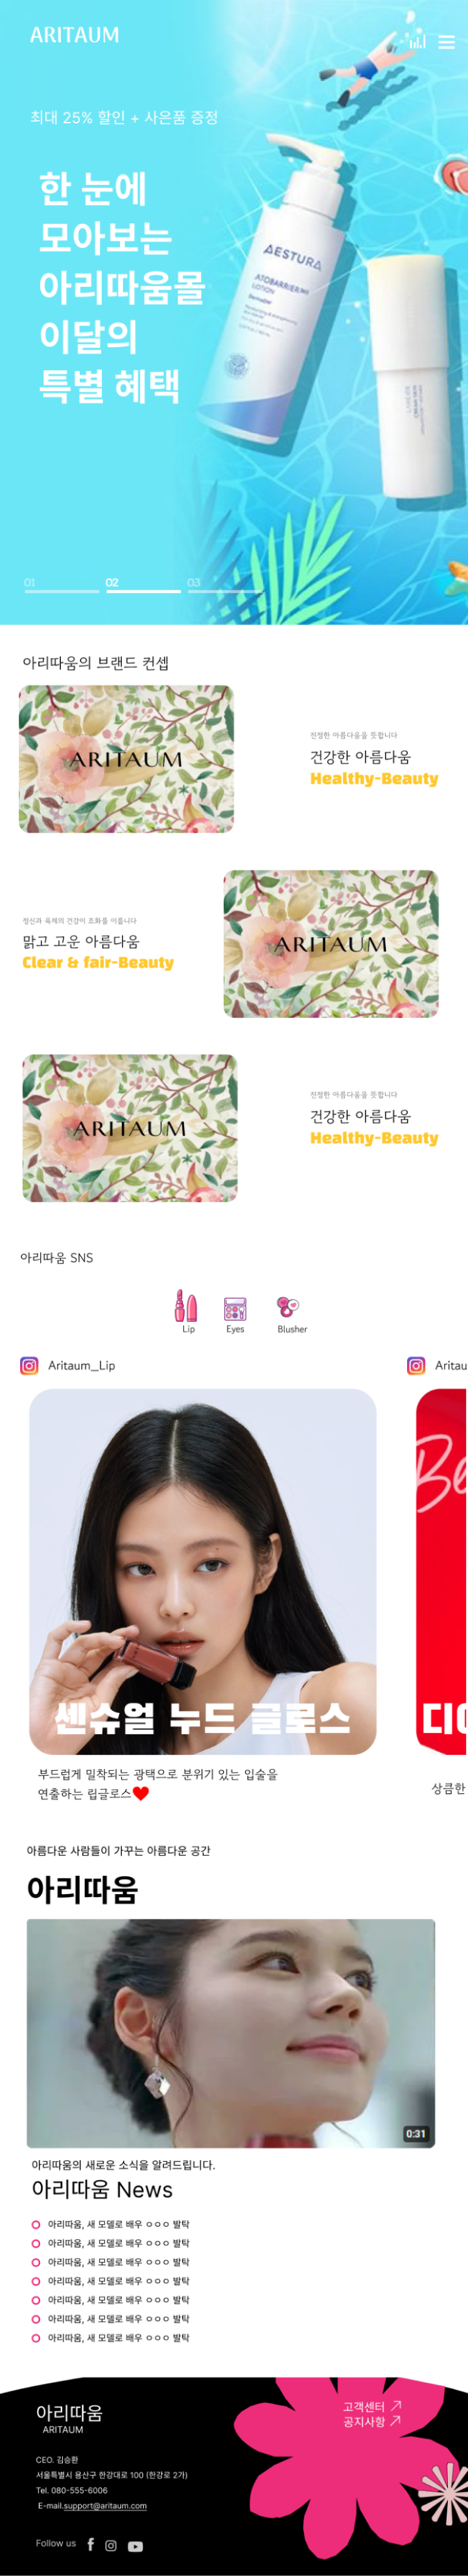 ARITAUM
최대 25% 할인 + 사은품 증정
한 눈에
모아보는
아리따움몰
이달의
특별 혜택
AESTURA
ATOBARRIER365
LOTION
01
02
03
아리따움의 브랜드 컨셉
ARITAUM
진정한 아름다움을 뜻합니다
건강한 아름다움
Healthy-Beauty
정신과 육체의 건강이 조화를 이룹니다
맑고 고운 아름다움
Clear & fair-Beauty
ARITAUM
ARITAUM
진정한 아름다움을 뜻합니다
건강한 아름다움
Healthy-Beauty
아리따움 SNS
Lip
Eyes
Blusher
Aritaum_Lip
Aritau
Be
센슈얼 누드 글로스
디
부드럽게 밀착되는 광택으로 분위기 있는 입술을
연출하는 립글로스❤
상큼한
아름다운 사람들이 가꾸는 아름다운 공간
아리따움
0:31
아리따움의 새로운 소식을 알려드립니다.
아리따움 News
아리따움, 새 모델로 배우 ㅇㅇㅇ 발탁
아리따움, 새 모델로 배우 ㅇㅇㅇ 발탁
아리따움, 새 모델로 배우 ㅇㅇㅇ 발탁
아리따움, 새 모델로 배우 ㅇㅇㅇ 발탁
아리따움, 새 모델로 배우 ㅇㅇㅇ 발탁
아리따움, 새 모델로 배우 ㅇㅇㅇ 발탁
아리따움, 새 모델로 배우 ㅇㅇㅇ 발탁
아리따움
ARITAUM
고객센터
공지사항
CEO. 김승환
서울특별시 용산구 한강대로 100 (한강로 2가)
Tel. 080-555-6006
E-mail.support@aritaum.com
Follow us